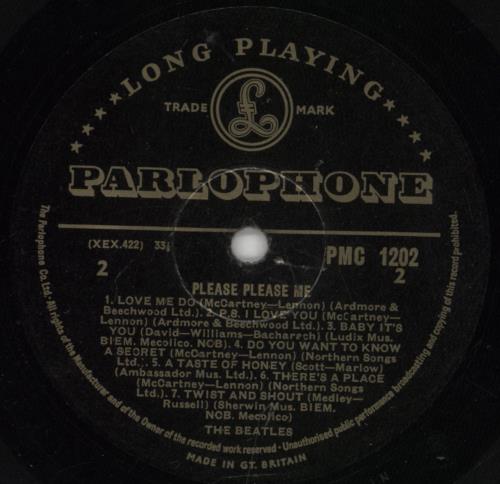 LONG PLAYING
TRADE £ MARK
PARLOPHONE
(XEX.422) 33⅓
PMC 1202
2
2
PLEASE PLEASE ME
1. LOVE ME DO (McCartney—Lennon) (Ardmore &
Beechwood Ltd.). 2. P.S. I LOVE YOU (McCartney—
Lennon) (Ardmore & Beechwood Ltd.) 3. BABY IT'S
YOU (David—Williams—Bacharrch) (Ludix Mus.
BIEM. Mecolico. NCB). 4. DO YOU WANT TO KNOW
A SECRET (McCartney—Lennon) (Northern Songs
Ltd.). 5. A TASTE OF HONEY (Scott—Marlow)
(Ambassador Mus. Ltd.). 6. THERE'S A PLACE
(McCartney—Lennon) (Northern Songs
Ltd.) 7. TWIST AND SHOUT (Medley—
Russell) (Sherwin Mus. BIEM.
NCB. Mecolico)
THE BEATLES
The Parlophone Co. Ltd. · All rights of the Manufacturer and of the Owner of the recorded work reserved · Unauthorised public performance broadcasting and copying of this record prohibited.
MADE IN GT. BRITAIN